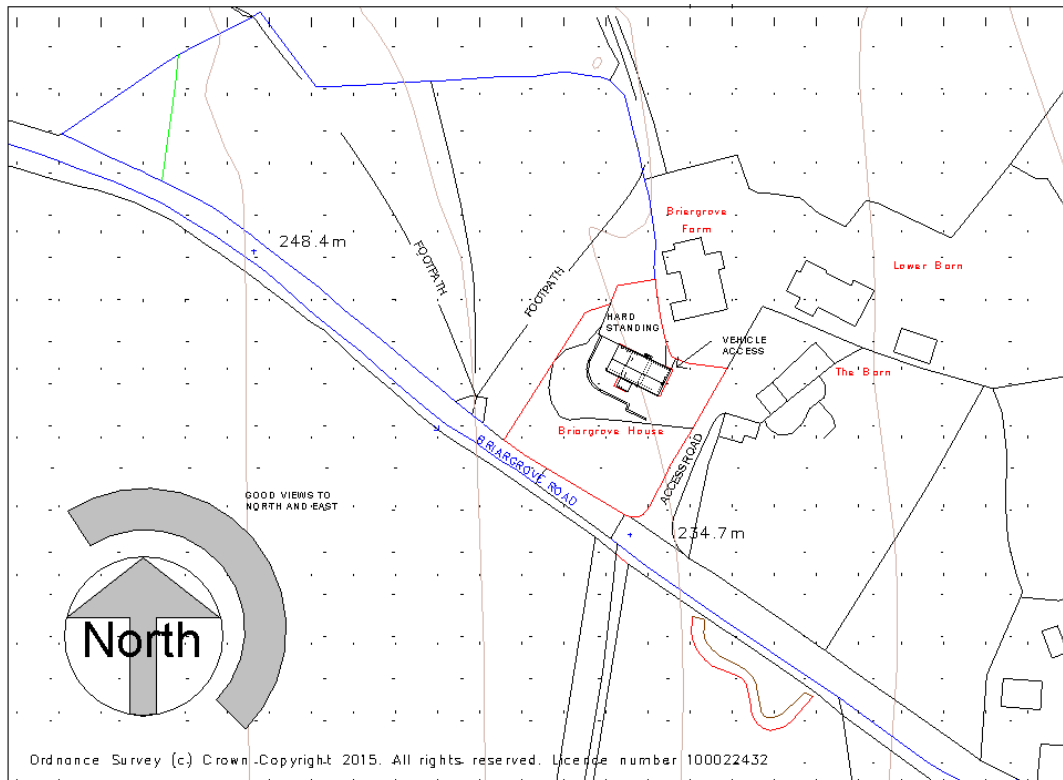 Briergrove
Farm
248.4m
FOOTPATH
FOOTPATH
Lower Barn
HARD
STANDING
VEHICLE
ACCESS
The Barn
Briargrove House
BRIARGROVE ROAD
ACCESS ROAD
GOOD VIEWS TO
NORTH AND EAST
234.7m
North
Ordnance Survey (c) Crown Copyright 2015. All rights reserved. Licence number 100022432